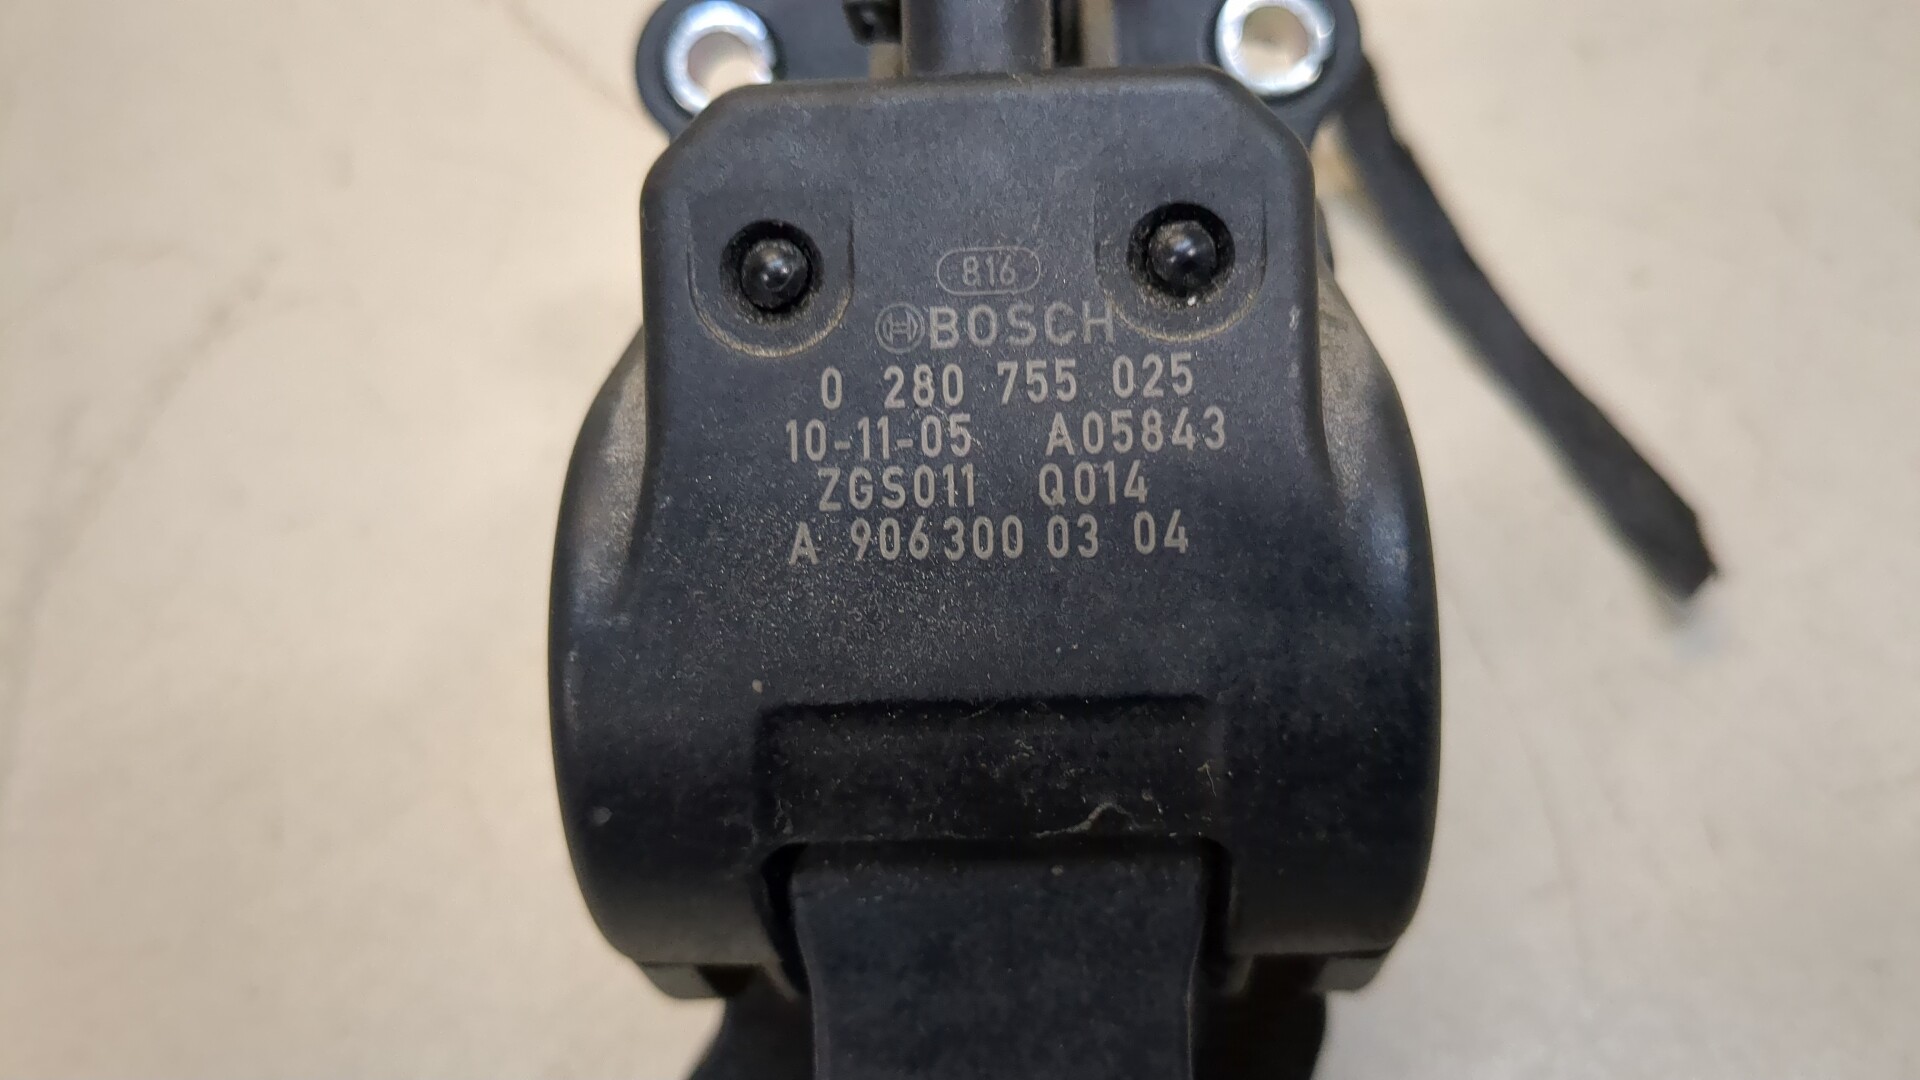 816
BOSCH
0 280 755 025
10-11-05 A05843
ZGS011 Q014
A 906 300 03 04